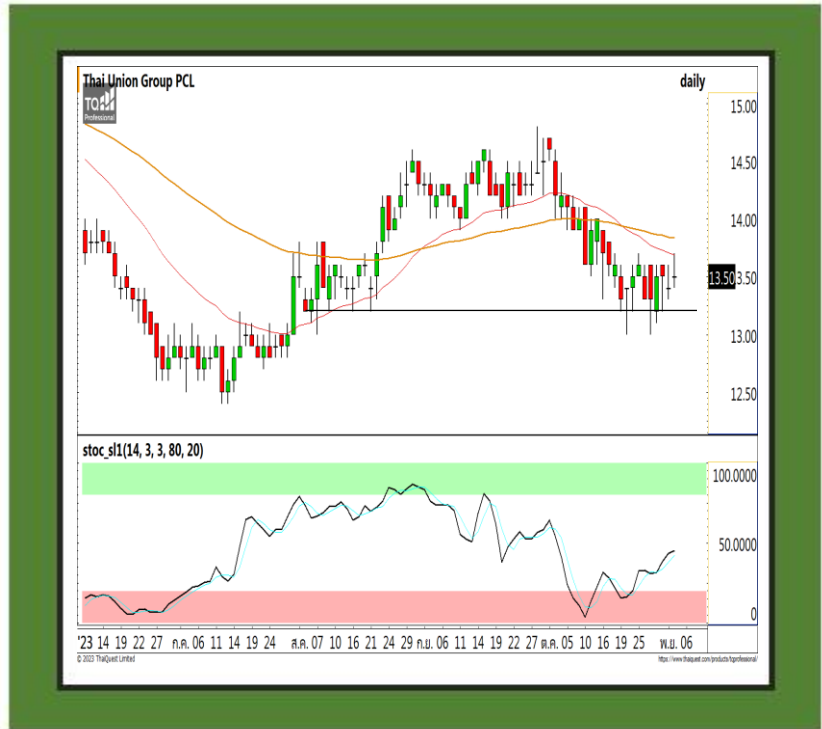 Thai Union Group PCL daily
TQ
Professional
15.00
14.50
14.00
13.50 3.50
13.00
12.50
stoc_sl1(14, 3, 3, 80, 20)
100.0000
50.0000
0
'23 14 19 22 27 ก.ค. 06 11 14 19 24 ส.ค. 07 10 16 21 24 29 ก.ย. 06 11 14 19 22 27 ต.ค. 05 10 16 19 25 พ.ย. 06
© 2023 ThaiQuest Limited https://www.thaiquest.com/products/tqprofessional/